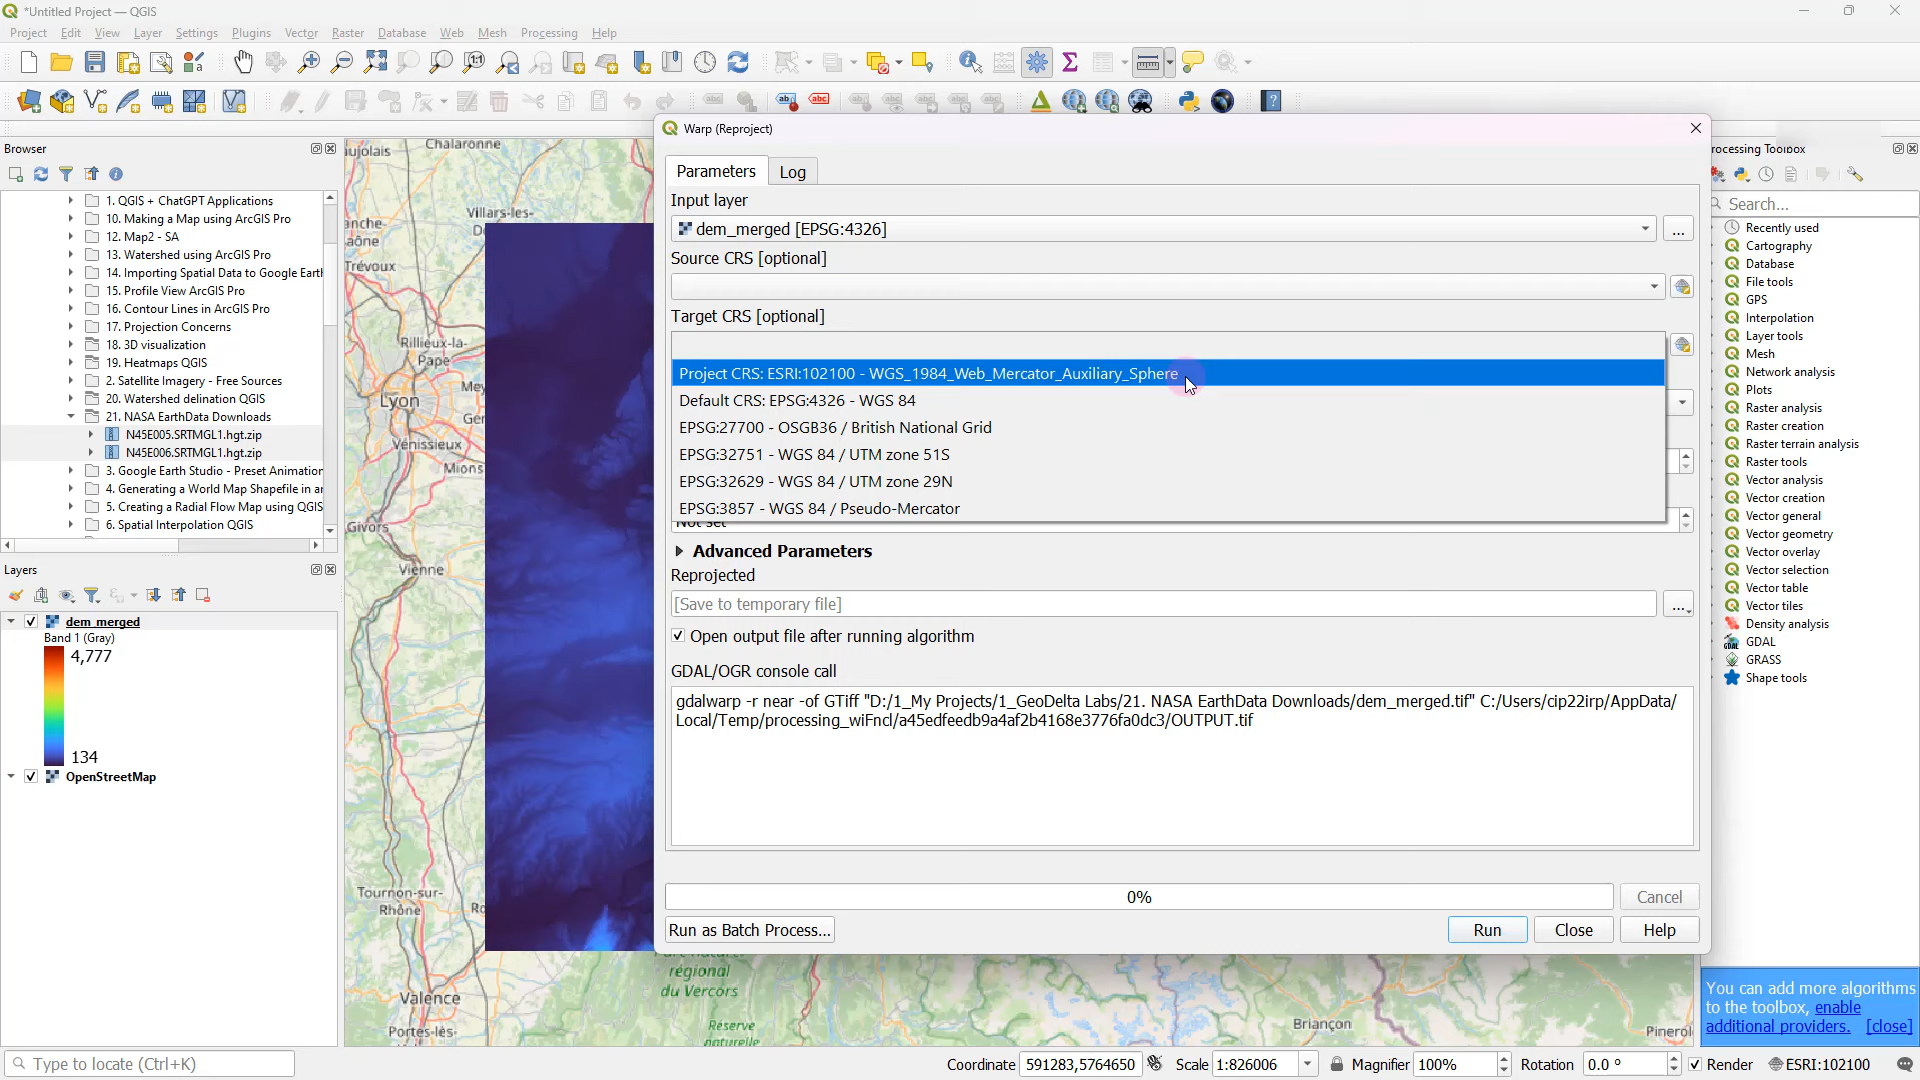 *Untitled Project — QGIS
Project Edit View Layer Settings Plugins Vector Raster Database Web Mesh Processing Help
Browser
1. QGIS + ChatGPT Applications
10. Making a Map using ArcGIS Pro
12. Map2 - SA
13. Watershed using ArcGIS Pro
14. Importing Spatial Data to Google Eartl
15. Profile View ArcGIS Pro
16. Contour Lines in ArcGIS Pro
17. Projection Concerns
18. 3D visualization
19. Heatmaps QGIS
2. Satellite Imagery - Free Sources
20. Watershed delination QGIS
21. NASA EarthData Downloads
N45E005.SRTMGL1.hgt.zip
N45E006.SRTMGL1.hgt.zip
3. Google Earth Studio - Preset Animation
4. Generating a World Map Shapefile in ar
5. Creating a Radial Flow Map using QGIS
6. Spatial Interpolation QGIS
Layers
dem_merged
Band 1 (Gray)
4,777
134
OpenStreetMap
Chalaronne
Villars-les-
Trévoux
Rillieux-la-
Pape
Lyon
Vénissieux
Mions
Givors
Vienne
Tournon-sur-
Rhône
Valence
Portes-lès-
régional
du Vercors
Réserve
naturelle
Briançon
Pinerol
Warp (Reproject)
Parameters Log
Input layer
dem_merged [EPSG:4326]
...
Source CRS [optional]
Target CRS [optional]
Project CRS: ESRI:102100 - WGS_1984_Web_Mercator_Auxiliary_Sphere
Default CRS: EPSG:4326 - WGS 84
EPSG:27700 - OSGB36 / British National Grid
EPSG:32751 - WGS 84 / UTM zone 51S
EPSG:32629 - WGS 84 / UTM zone 29N
EPSG:3857 - WGS 84 / Pseudo-Mercator
Not set
Advanced Parameters
Reprojected
[Save to temporary file]
...
Open output file after running algorithm
GDAL/OGR console call
gdalwarp -r near -of GTiff "D:/1_My Projects/1_GeoDelta Labs/21. NASA EarthData Downloads/dem_merged.tif" C:/Users/cip22irp/AppData/
Local/Temp/processing_wiFncl/a45edfeedb9a4af2b4168e3776fa0dc3/OUTPUT.tif
0%
Cancel
Run as Batch Process...
Run
Close
Help
rocessing Toolbox
Search...
Recently used
Cartography
Database
File tools
GPS
Interpolation
Layer tools
Mesh
Network analysis
Plots
Raster analysis
Raster creation
Raster terrain analysis
Raster tools
Vector analysis
Vector creation
Vector general
Vector geometry
Vector overlay
Vector selection
Vector table
Vector tiles
Density analysis
GDAL
GRASS
Shape tools
You can add more algorithms
to the toolbox, enable
additional providers. [close]
Type to locate (Ctrl+K)
Coordinate 591283,5764650
Scale 1:826006
Magnifier 100%
Rotation 0.0 °
Render
ESRI:102100